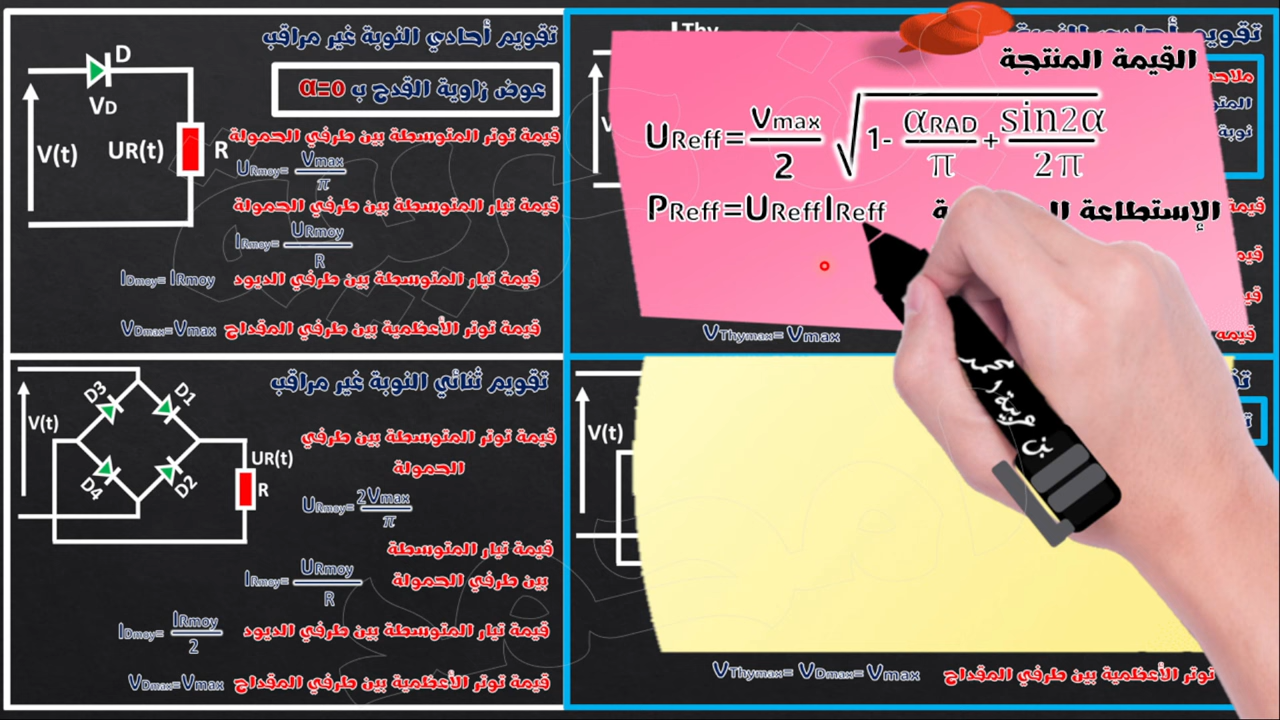 تقويم أحادي النوبة غير مراقب
عوض زاوية القدح ب α=0
D
VD
V(t)
UR(t)
R
قيمة توتر المتوسطة بين طرفي الحمولة
URmoy= Vmax/π
قيمة تيار المتوسطة بين طرفي الحمولة
IRmoy= URmoy/R
قيمة تيار المتوسطة بين طرفي الديود
IDmoy= IRmoy
قيمة توتر الأعظمية بين طرفي المقداح
VDmax=Vmax
القيمة المنتجة
UReff= Vmax/2 √(1- αRAD/π + sin2α/2π)
PReff=UReffIReff
الإستطاعة
VThymax= Vmax
تقويم ثنائي النوبة غير مراقب
V(t)
D3
D1
D4
D2
UR(t)
R
قيمة توتر المتوسطة بين طرفي
الحمولة
URmoy= 2Vmax/π
قيمة تيار المتوسطة
بين طرفي الحمولة
IRmoy= URmoy/R
قيمة تيار المتوسطة بين طرفي الديود
IDmoy= IRmoy/2
قيمة توتر الأعظمية بين طرفي المقداح
VDmax=Vmax
V(t)
توتر الأعظمية بين طرفي المقداح
VThymax= VDmax=Vmax